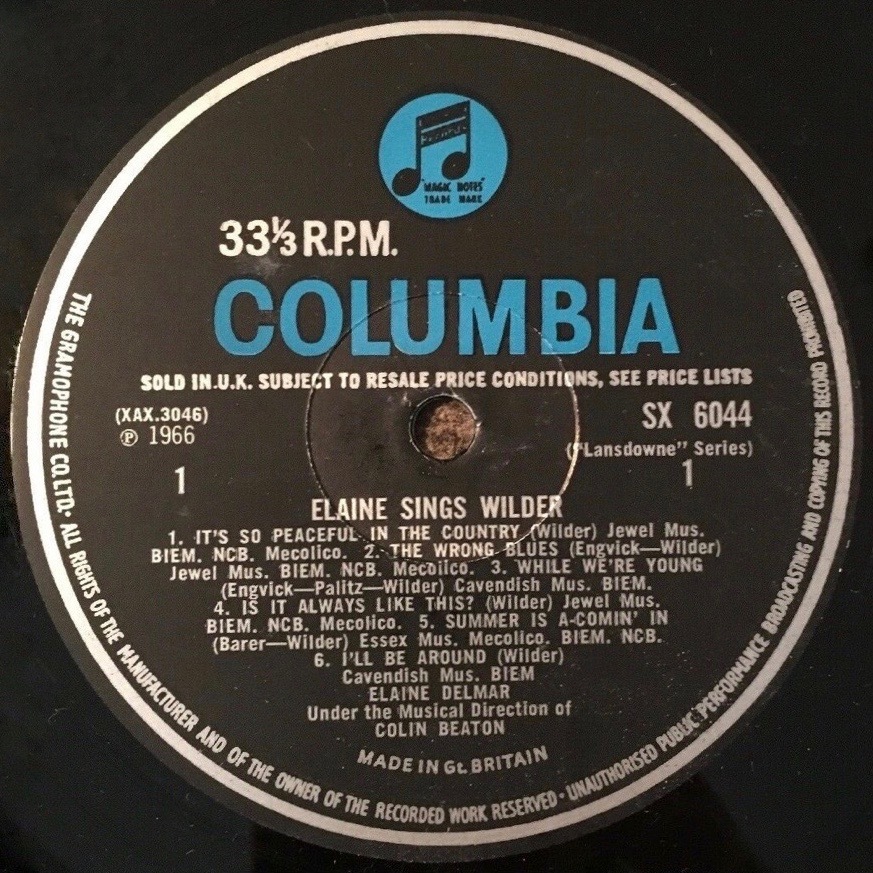 "MAGIC NOTES"
TRADE MARK
33⅓ R.P.M.
COLUMBIA
SOLD IN U.K. SUBJECT TO RESALE PRICE CONDITIONS, SEE PRICE LISTS
(XAX.3046)
SX 6044
℗ 1966
("Lansdowne" Series)
1
1
ELAINE SINGS WILDER
1. IT'S SO PEACEFUL IN THE COUNTRY (Wilder) Jewel Mus.
BIEM. NCB. Mecolico. 2. THE WRONG BLUES (Engvick—Wilder)
Jewel Mus. BIEM. NCB. Mecolico. 3. WHILE WE'RE YOUNG
(Engvick—Palitz—Wilder) Cavendish Mus. BIEM.
4. IS IT ALWAYS LIKE THIS? (Wilder) Jewel Mus.
BIEM. NCB. Mecolico. 5. SUMMER IS A-COMIN' IN
(Barer—Wilder) Essex Mus. Mecolico. BIEM. NCB.
6. I'LL BE AROUND (Wilder)
Cavendish Mus. BIEM
ELAINE DELMAR
Under the Musical Direction of
COLIN BEATON
MADE IN GT. BRITAIN
THE GRAMOPHONE CO. LTD. · ALL RIGHTS OF THE MANUFACTURER AND OF THE OWNER OF THE RECORDED WORK RESERVED · UNAUTHORISED PUBLIC PERFORMANCE BROADCASTING AND COPYING OF THIS RECORD PROHIBITED